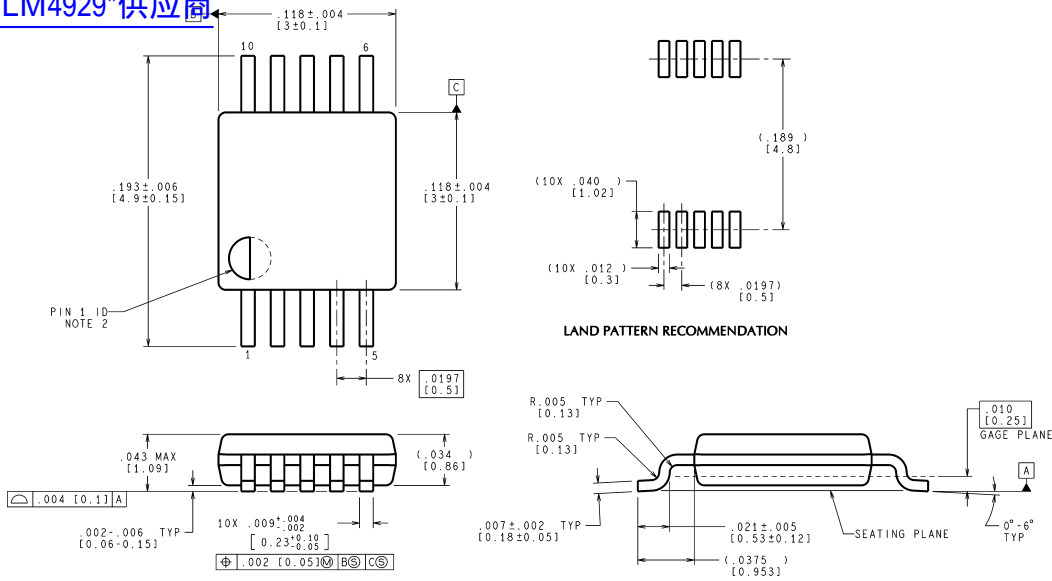 LM4929"供应商
B
.118±.004
[3±0.1]
10
6
C
.193±.006
[4.9±0.15]
.118±.004
[3±0.1]
PIN 1 ID
NOTE 2
1
5
8X .0197
[0.5]
(.189 )
[4.8]
(10X .040 )
[1.02]
(10X .012 )
[0.3]
(8X .0197)
[0.5]
LAND PATTERN RECOMMENDATION
.043 MAX
[1.09]
(.034 )
[0.86]
⌓ .004 [0.1] A
.002-.006 TYP
[0.06-0.15]
10X .009+.004
-.002
[ 0.23+0.10
-0.05 ]
⌖ .002 [0.05]Ⓜ BⓈ CⓈ
R.005 TYP
[0.13]
R.005 TYP
[0.13]
.010
[0.25]
GAGE PLANE
A
.007±.002 TYP
[0.18±0.05]
.021±.005
[0.53±0.12]
SEATING PLANE
0°-6°
TYP
(.0375 )
[0.953]